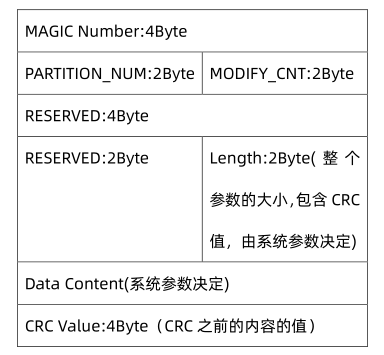 MAGIC Number:4Byte
PARTITION_NUM:2Byte MODIFY_CNT:2Byte
RESERVED:4Byte
RESERVED:2Byte
Length:2Byte( 整 个
参数的大小,包含 CRC
值，由系统参数决定)
Data Content(系统参数决定)
CRC Value:4Byte（CRC 之前的内容的值）